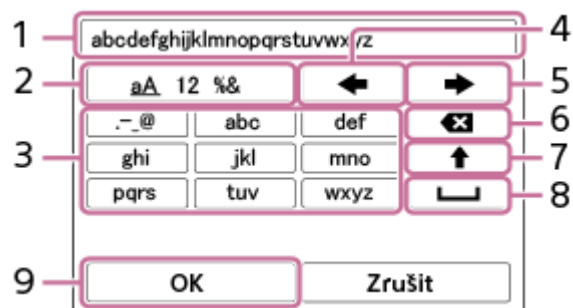 1 abcdefghijklmnopqrstuvwxyz 4
2 aA 12 %& 5
.-_@ abc def 6
3 ghi jkl mno 7
pqrs tuv wxyz 8
9 OK Zrušit